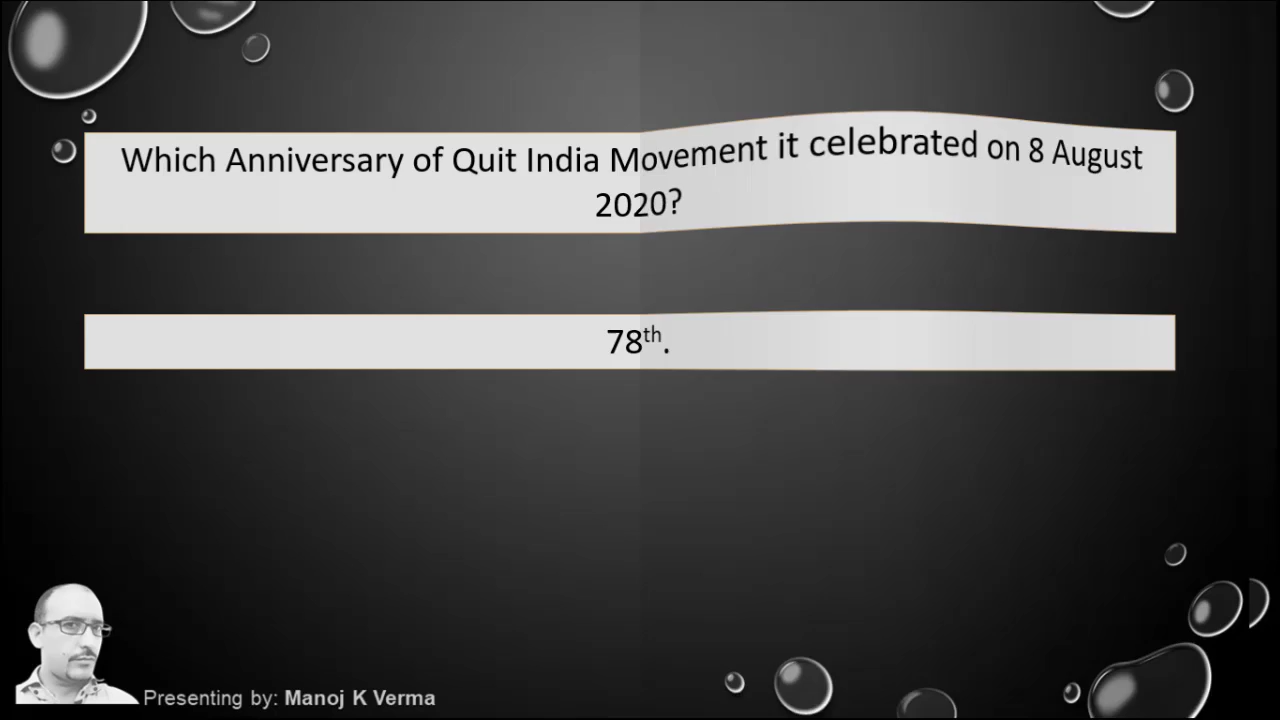 Which Anniversary of Quit India Movement it celebrated on 8 August
2020?
78th.
Presenting by: Manoj K Verma